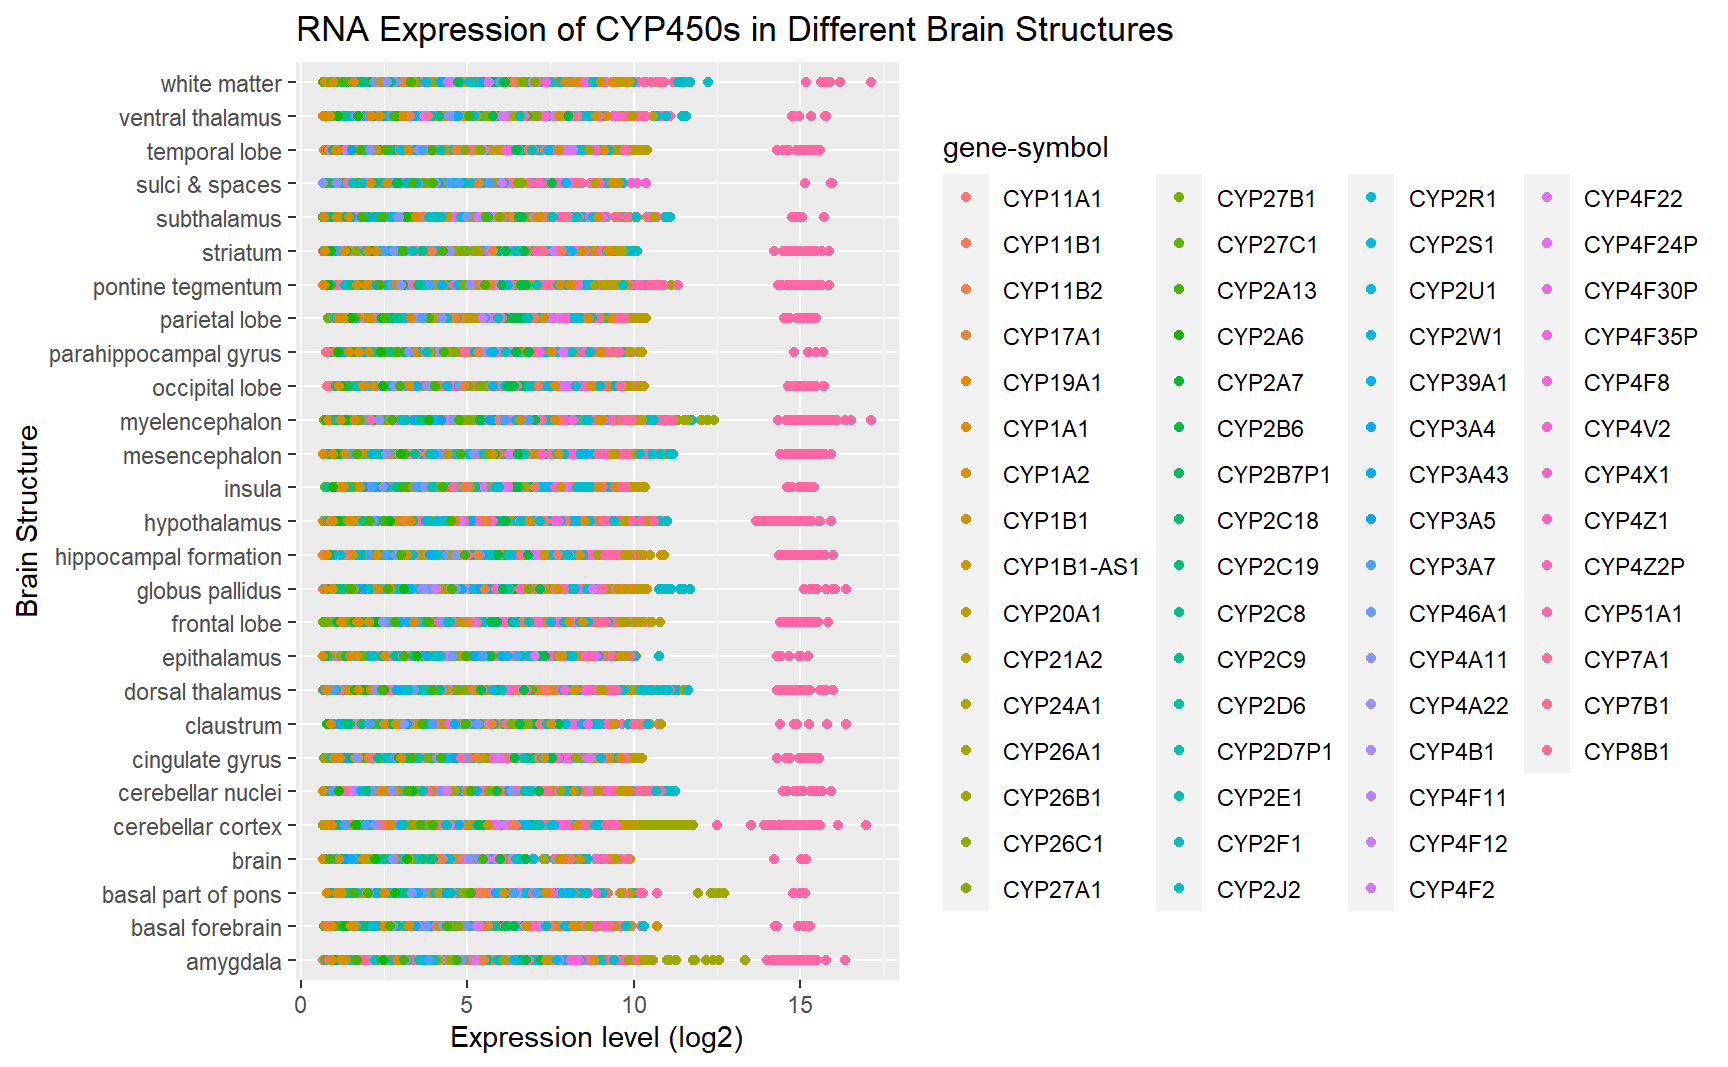 RNA Expression of CYP450s in Different Brain Structures
Brain Structure
white matter
ventral thalamus
temporal lobe
sulci & spaces
subthalamus
striatum
pontine tegmentum
parietal lobe
parahippocampal gyrus
occipital lobe
myelencephalon
mesencephalon
insula
hypothalamus
hippocampal formation
globus pallidus
frontal lobe
epithalamus
dorsal thalamus
claustrum
cingulate gyrus
cerebellar nuclei
cerebellar cortex
brain
basal part of pons
basal forebrain
amygdala
0 5 10 15
Expression level (log2)
gene-symbol
CYP11A1
CYP11B1
CYP11B2
CYP17A1
CYP19A1
CYP1A1
CYP1A2
CYP1B1
CYP1B1-AS1
CYP20A1
CYP21A2
CYP24A1
CYP26A1
CYP26B1
CYP26C1
CYP27A1
CYP27B1
CYP27C1
CYP2A13
CYP2A6
CYP2A7
CYP2B6
CYP2B7P1
CYP2C18
CYP2C19
CYP2C8
CYP2C9
CYP2D6
CYP2D7P1
CYP2E1
CYP2F1
CYP2J2
CYP2R1
CYP2S1
CYP2U1
CYP2W1
CYP39A1
CYP3A4
CYP3A43
CYP3A5
CYP3A7
CYP46A1
CYP4A11
CYP4A22
CYP4B1
CYP4F11
CYP4F12
CYP4F2
CYP4F22
CYP4F24P
CYP4F30P
CYP4F35P
CYP4F8
CYP4V2
CYP4X1
CYP4Z1
CYP4Z2P
CYP51A1
CYP7A1
CYP7B1
CYP8B1